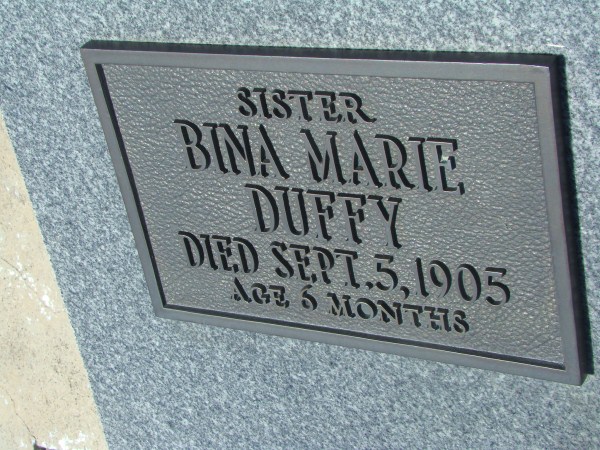 SISTER
BINA MARIE
DUFFY
DIED SEPT. 5, 1905
AGE 6 MONTHS